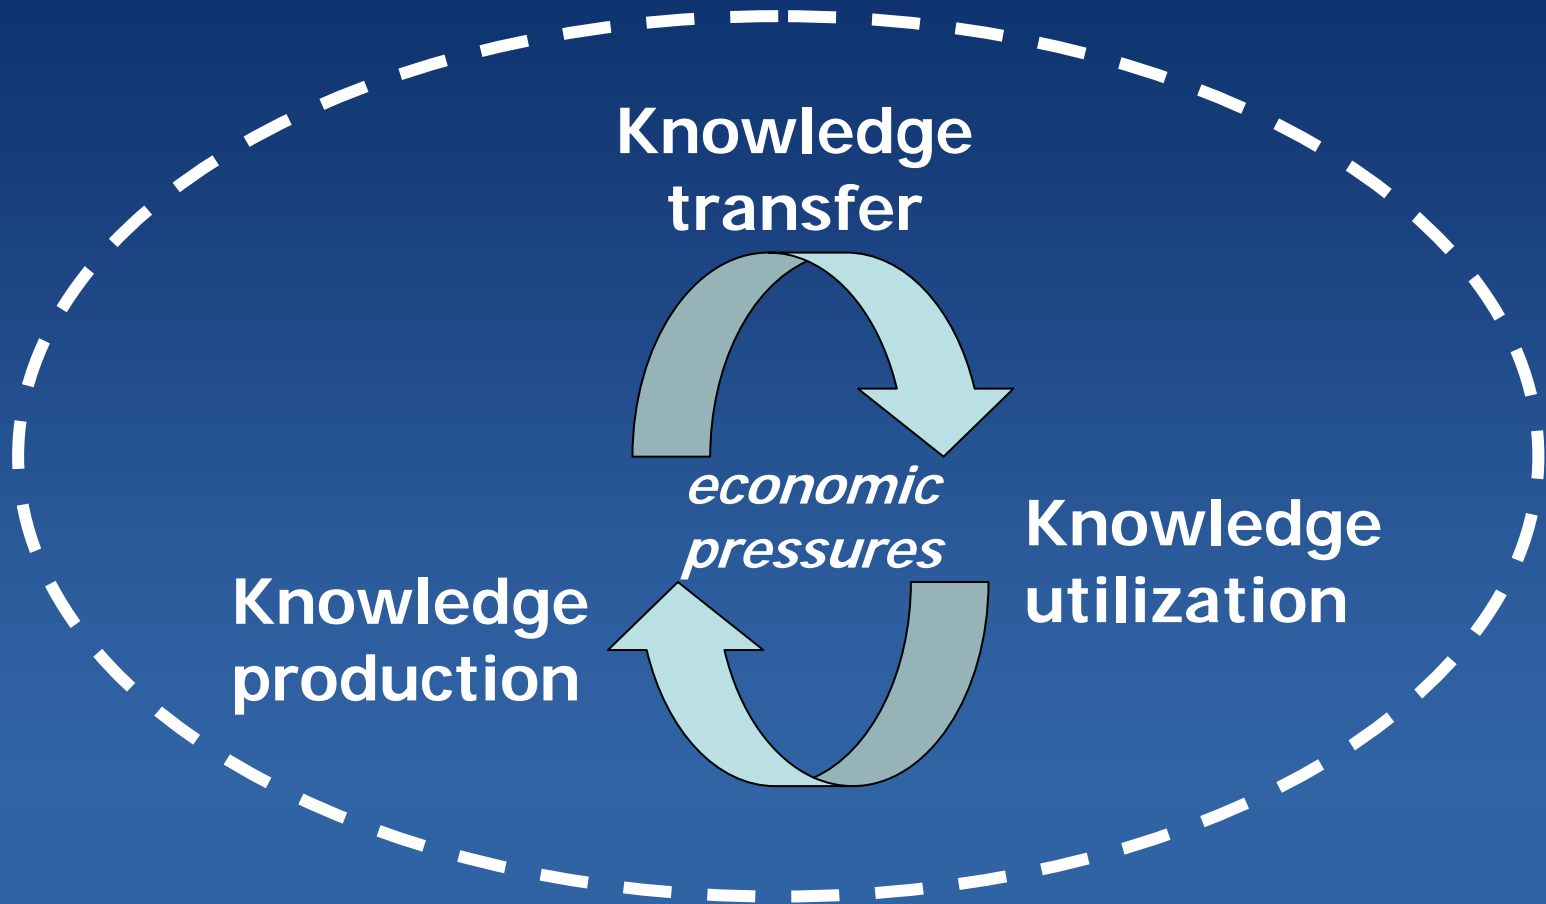 Knowledge
transfer
economic
pressures
Knowledge
utilization
Knowledge
production